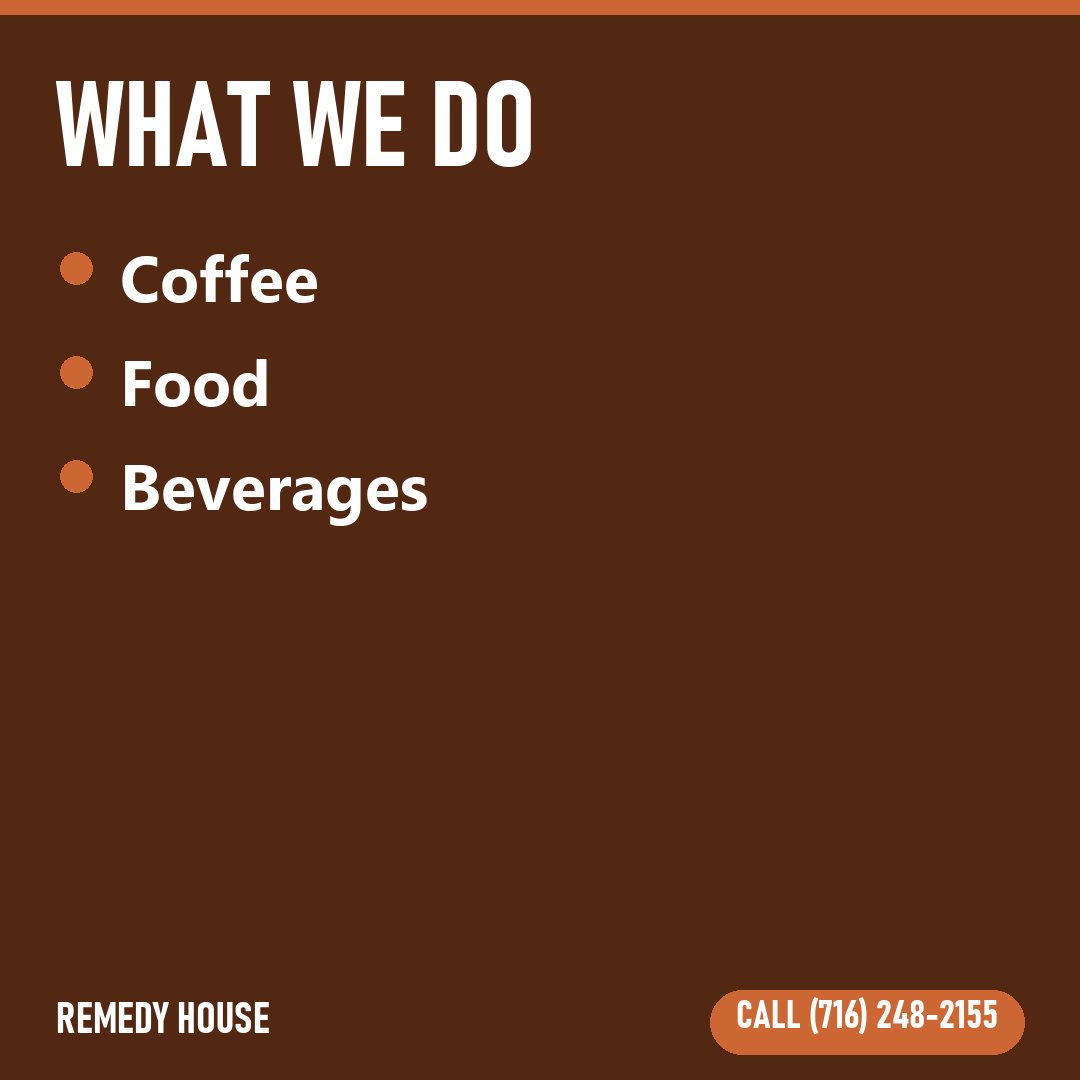 WHAT WE DO
Coffee
Food
Beverages
REMEDY HOUSE
CALL (716) 248-2155